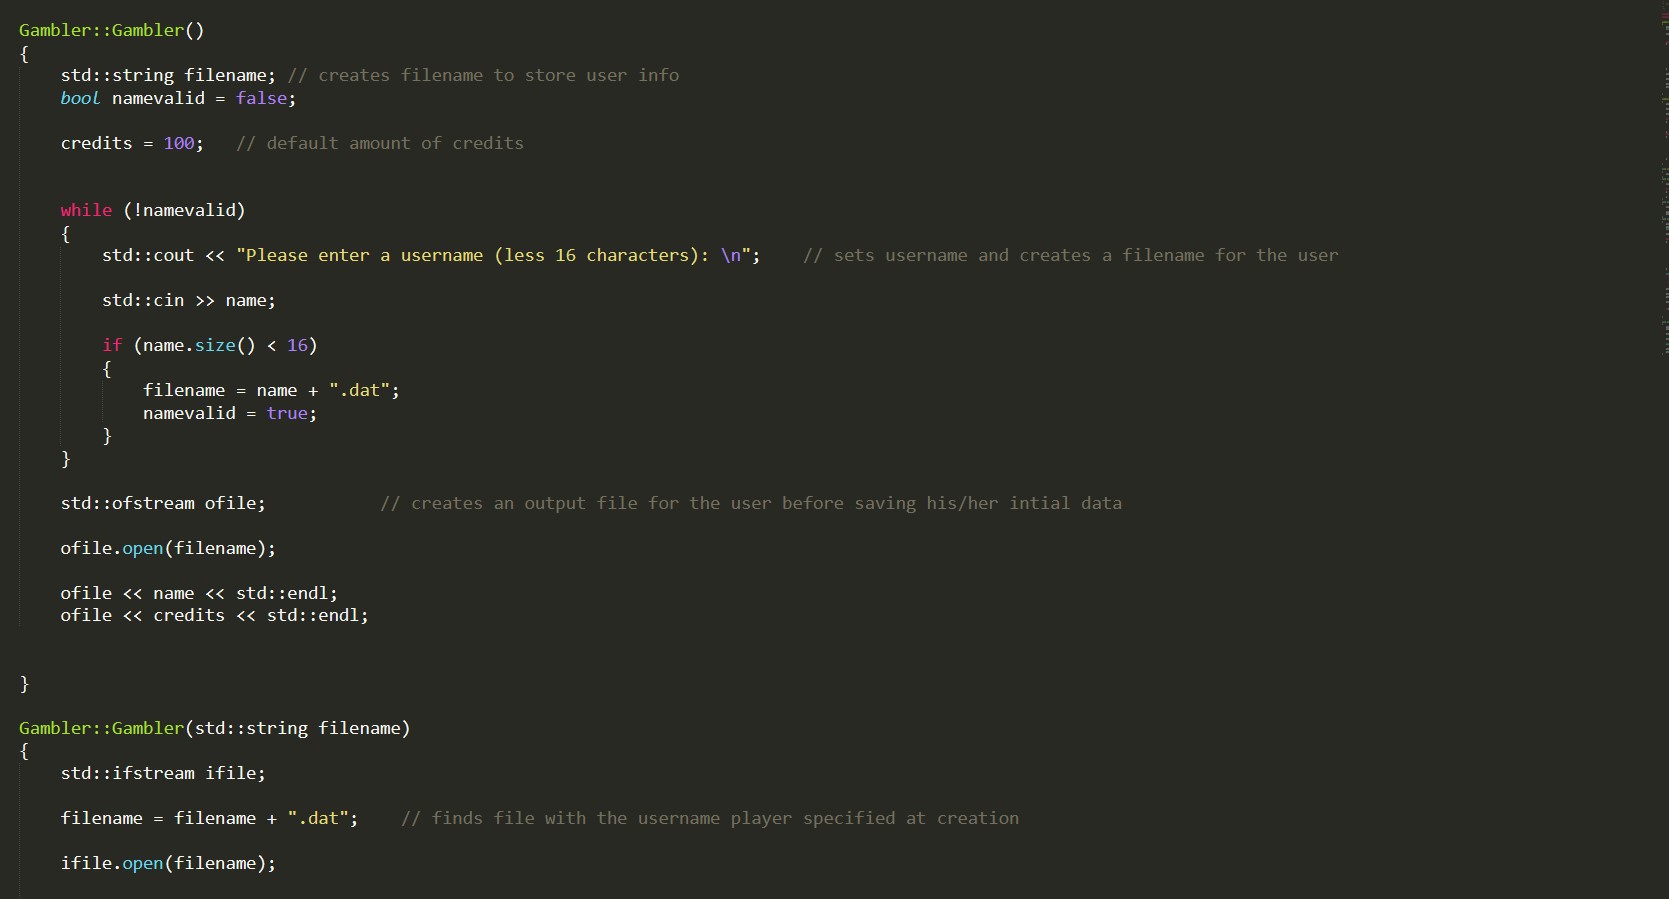 Gambler::Gambler()
{
    std::string filename; // creates filename to store user info
    bool namevalid = false;

    credits = 100;   // default amount of credits


    while (!namevalid)
    {
        std::cout << "Please enter a username (less 16 characters): \n";    // sets username and creates a filename for the user

        std::cin >> name;

        if (name.size() < 16)
        {
            filename = name + ".dat";
            namevalid = true;
        }
    }

    std::ofstream ofile;           // creates an output file for the user before saving his/her intial data

    ofile.open(filename);

    ofile << name << std::endl;
    ofile << credits << std::endl;


}

Gambler::Gambler(std::string filename)
{
    std::ifstream ifile;

    filename = filename + ".dat";    // finds file with the username player specified at creation

    ifile.open(filename);